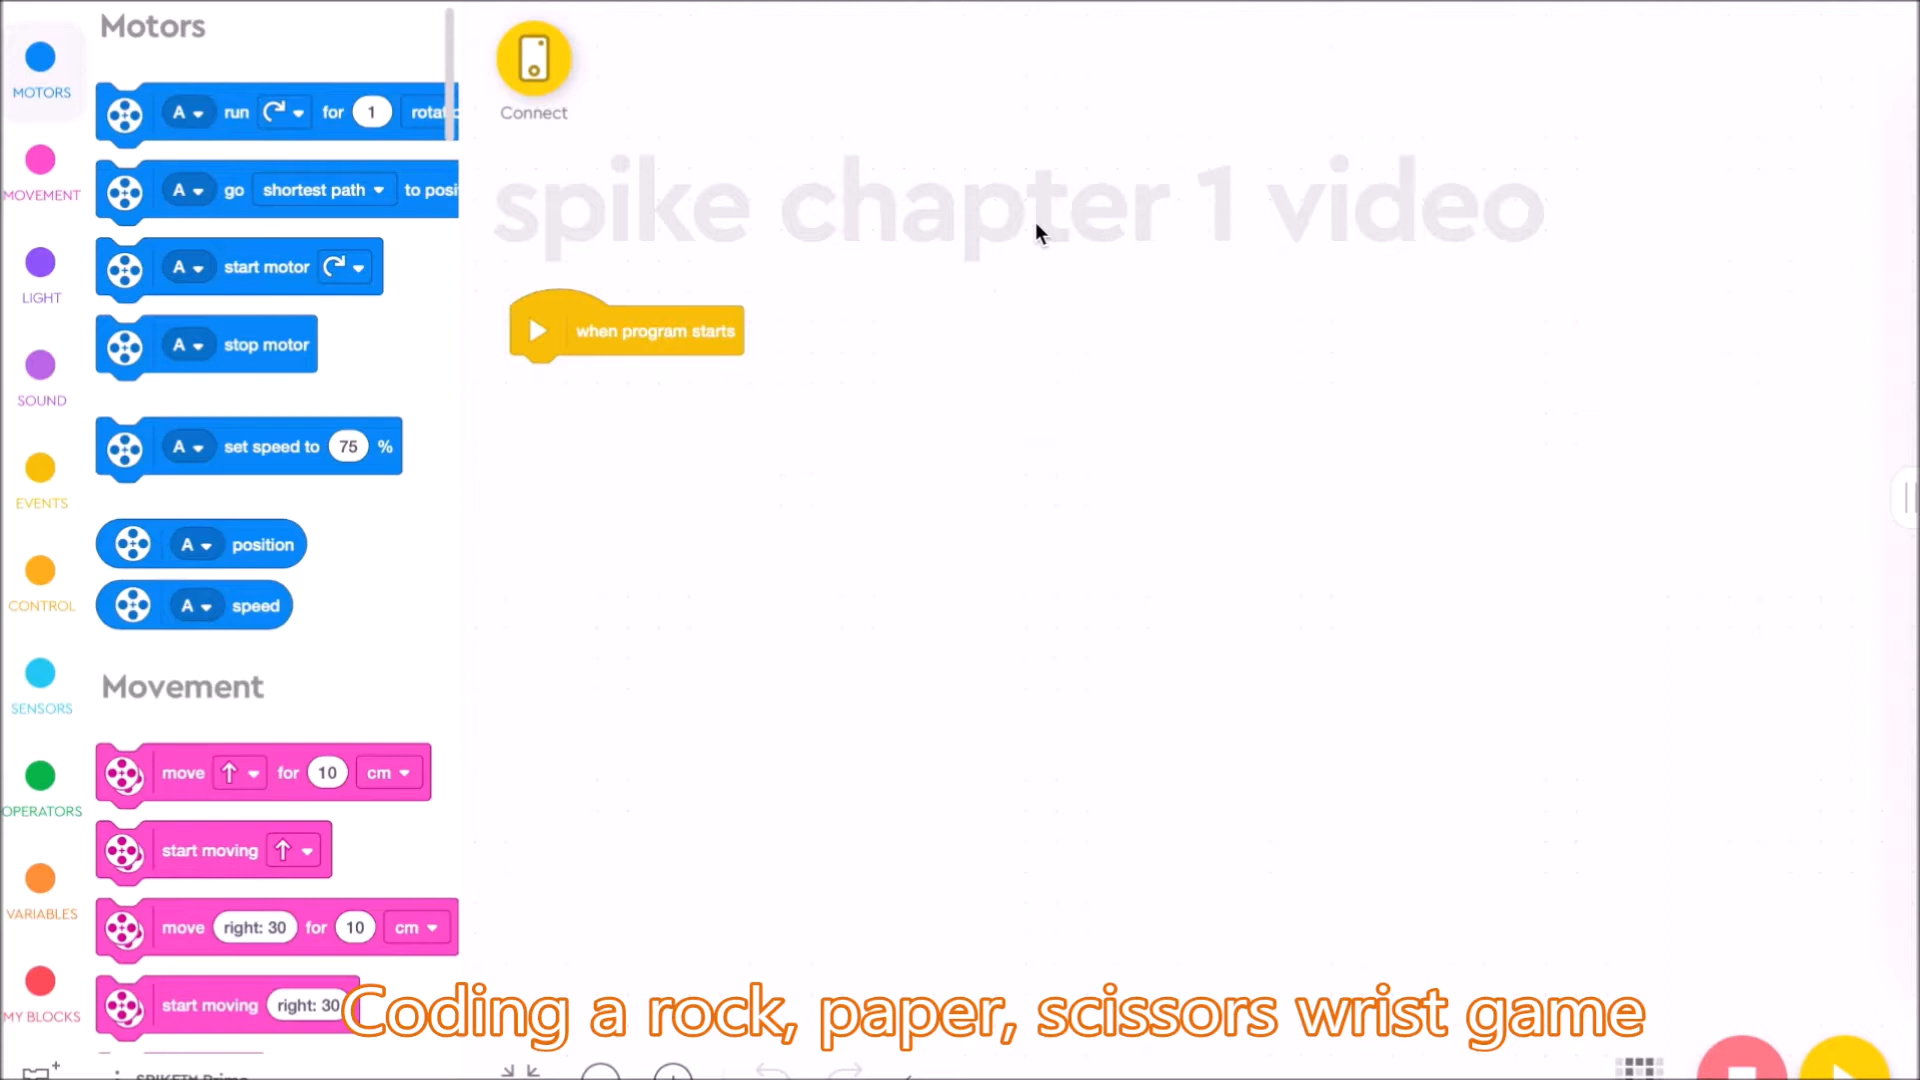 Motors
MOTORS
A run for 1 rotat
A go shortest path to posi
A start motor
A stop motor
A set speed to 75 %
A position
A speed
Movement
move for 10 cm
start moving
move right: 30 for 10 cm
start moving right: 30
MOVEMENT
LIGHT
SOUND
EVENTS
CONTROL
SENSORS
OPERATORS
VARIABLES
MY BLOCKS
Connect
spike chapter 1 video
when program starts
Coding a rock, paper, scissors wrist game